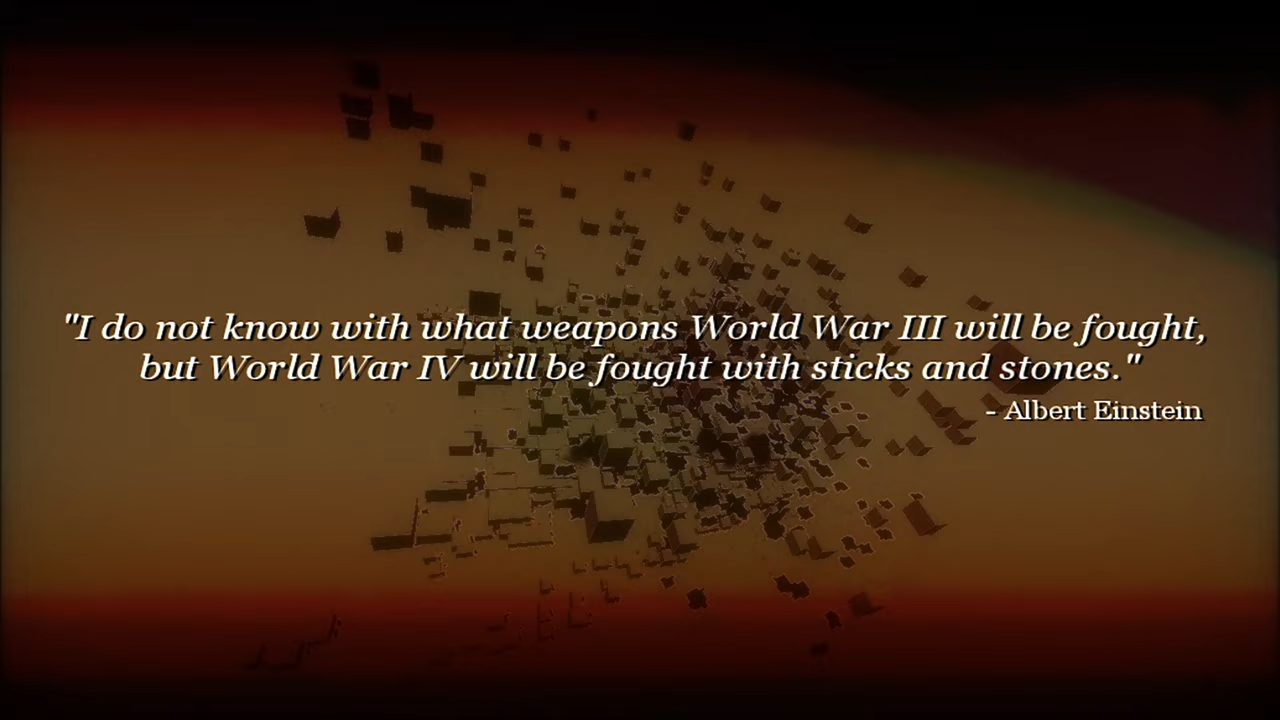 "I do not know with what weapons World War III will be fought,
but World War IV will be fought with sticks and stones."
- Albert Einstein